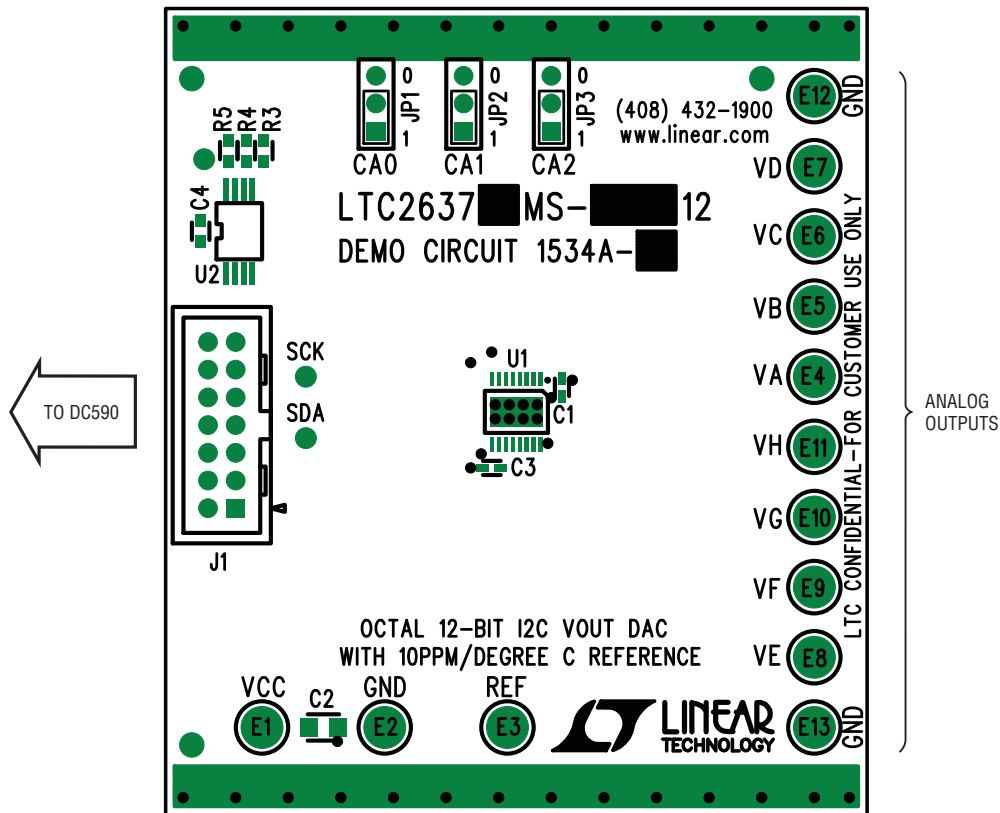 0
JP1
1
CA0
0
JP2
1
CA1
0
JP3
1
CA2
(408) 432-1900
www.linear.com
E12
GND
R5
R4
R3
C4
U2
LTC2637
MS-
12
DEMO CIRCUIT 1534A-
VD
E7
VC
E6
VB
E5
VA
E4
VH
E11
VG
E10
VF
E9
VE
E8
E13
GND
LTC CONFIDENTIAL-FOR CUSTOMER USE ONLY
ANALOG
OUTPUTS
TO DC590
SCK
SDA
J1
U1
C1
C3
OCTAL 12-BIT I2C VOUT DAC
WITH 10PPM/DEGREE C REFERENCE
VCC
E1
C2
GND
E2
REF
E3
LINEAR
TECHNOLOGY